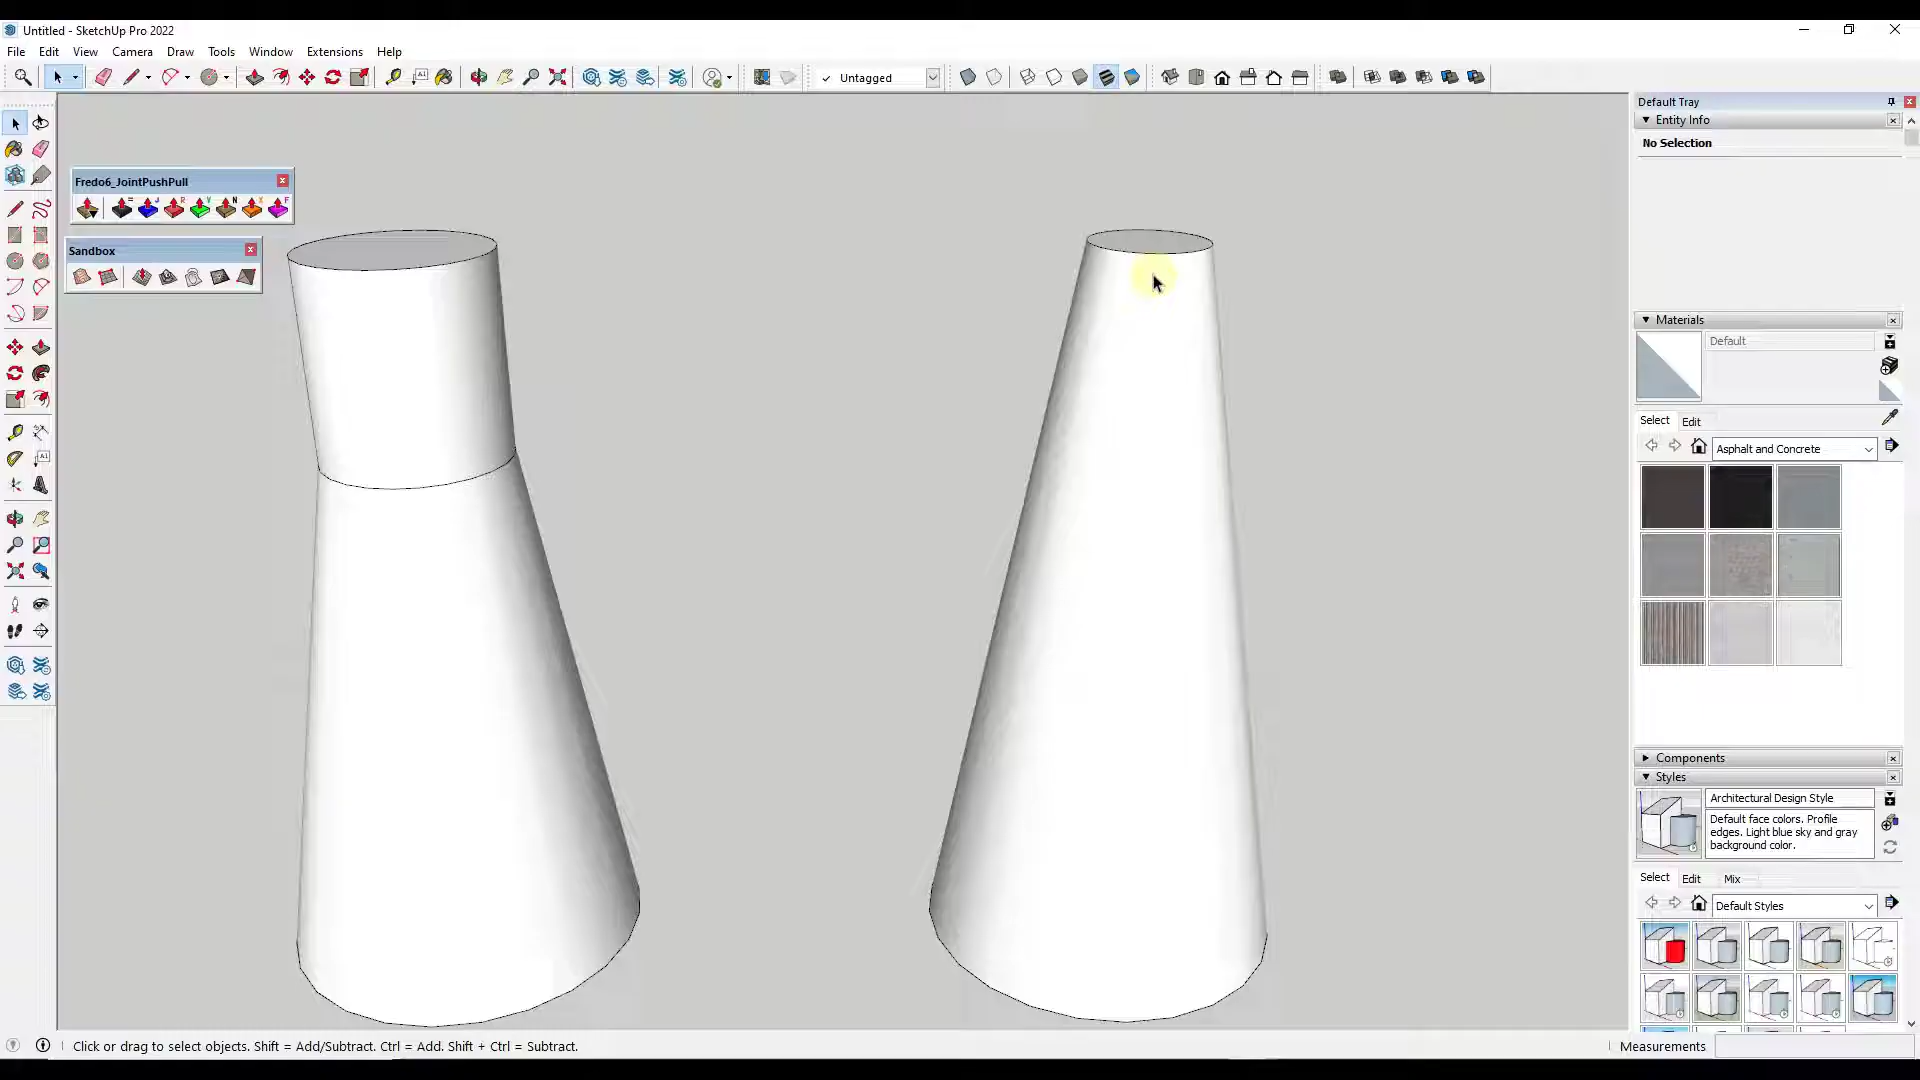 Untitled - SketchUp Pro 2022
File Edit View Camera Draw Tools Window Extensions Help
Untagged
Default Tray
Entity Info
No Selection
Fredo6_JointPushPull
Sandbox
Materials
Default
Select Edit
Asphalt and Concrete
Components
Styles
Architectural Design Style
Default face colors. Profile
edges. Light blue sky and gray
background color.
Select Edit Mix
Default Styles
Click or drag to select objects. Shift = Add/Subtract. Ctrl = Add. Shift + Ctrl = Subtract.
Measurements